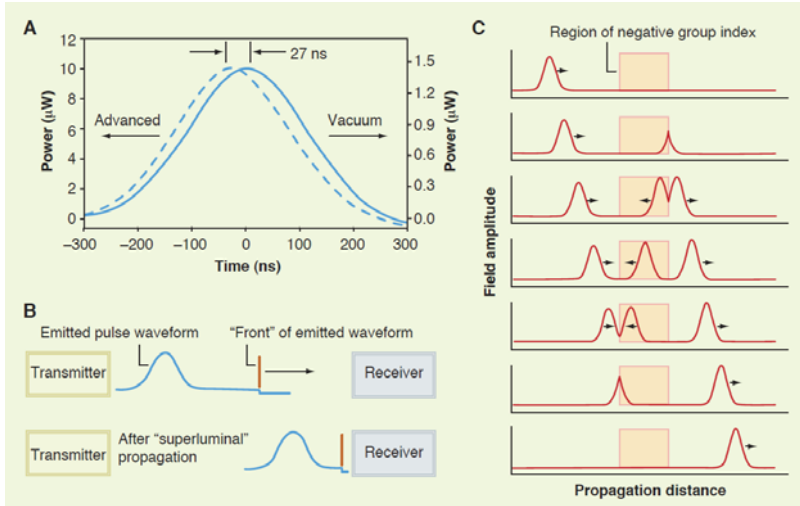 A
12
10
8
6
4
2
0
Power (μW)
27 ns
Advanced
Vacuum
1.5
1.2
0.9
0.6
0.3
0.0
Power (μW)
–300
–200
–100
0
100
200
300
Time (ns)
B
Emitted pulse waveform
“Front” of emitted waveform
Transmitter
Receiver
Transmitter
After “superluminal”
propagation
Receiver
C
Region of negative group index
Field amplitude
Propagation distance